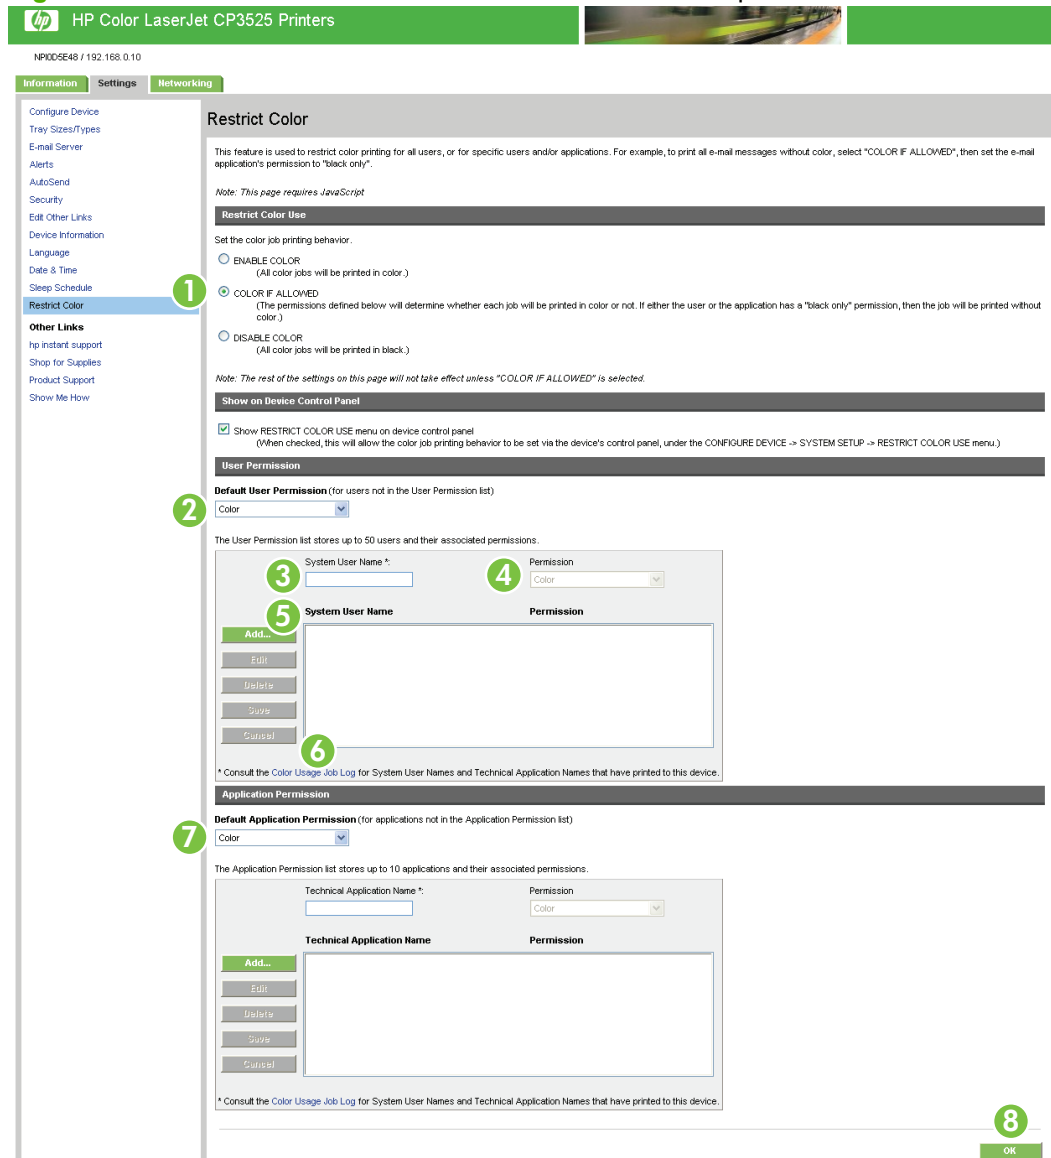 hp HP Color LaserJet CP3525 Printers
NPI0D5E48 / 192.168.0.10
Information Settings Networking
Configure Device
Tray Sizes/Types
E-mail Server
Alerts
AutoSend
Security
Edit Other Links
Device Information
Language
Date & Time
Sleep Schedule
Restrict Color
Other Links
hp instant support
Shop for Supplies
Product Support
Show Me How
Restrict Color
This feature is used to restrict color printing for all users, or for specific users and/or applications. For example, to print all e-mail messages without color, select "COLOR IF ALLOWED", then set the e-mail
application's permission to "black only".
Note: This page requires JavaScript
Restrict Color Use
Set the color job printing behavior.
ENABLE COLOR
(All color jobs will be printed in color.)
1
COLOR IF ALLOWED
(The permissions defined below will determine whether each job will be printed in color or not. If either the user or the application has a "black only" permission, then the job will be printed without
color.)
DISABLE COLOR
(All color jobs will be printed in black.)
Note: The rest of the settings on this page will not take effect unless "COLOR IF ALLOWED" is selected.
Show on Device Control Panel
Show RESTRICT COLOR USE menu on device control panel
(When checked, this will allow the color job printing behavior to be set via the device's control panel, under the CONFIGURE DEVICE -> SYSTEM SETUP -> RESTRICT COLOR USE menu.)
User Permission
Default User Permission (for users not in the User Permission list)
2 Color
The User Permission list stores up to 50 users and their associated permissions.
System User Name *: Permission
3 4 Color
5 System User Name Permission
Add...
Edit
Delete
Save
Cancel
6
* Consult the Color Usage Job Log for System User Names and Technical Application Names that have printed to this device.
Application Permission
Default Application Permission (for applications not in the Application Permission list)
7 Color
The Application Permission list stores up to 10 applications and their associated permissions.
Technical Application Name *: Permission
Color
Technical Application Name Permission
Add...
Edit
Delete
Save
Cancel
* Consult the Color Usage Job Log for System User Names and Technical Application Names that have printed to this device.
8
OK